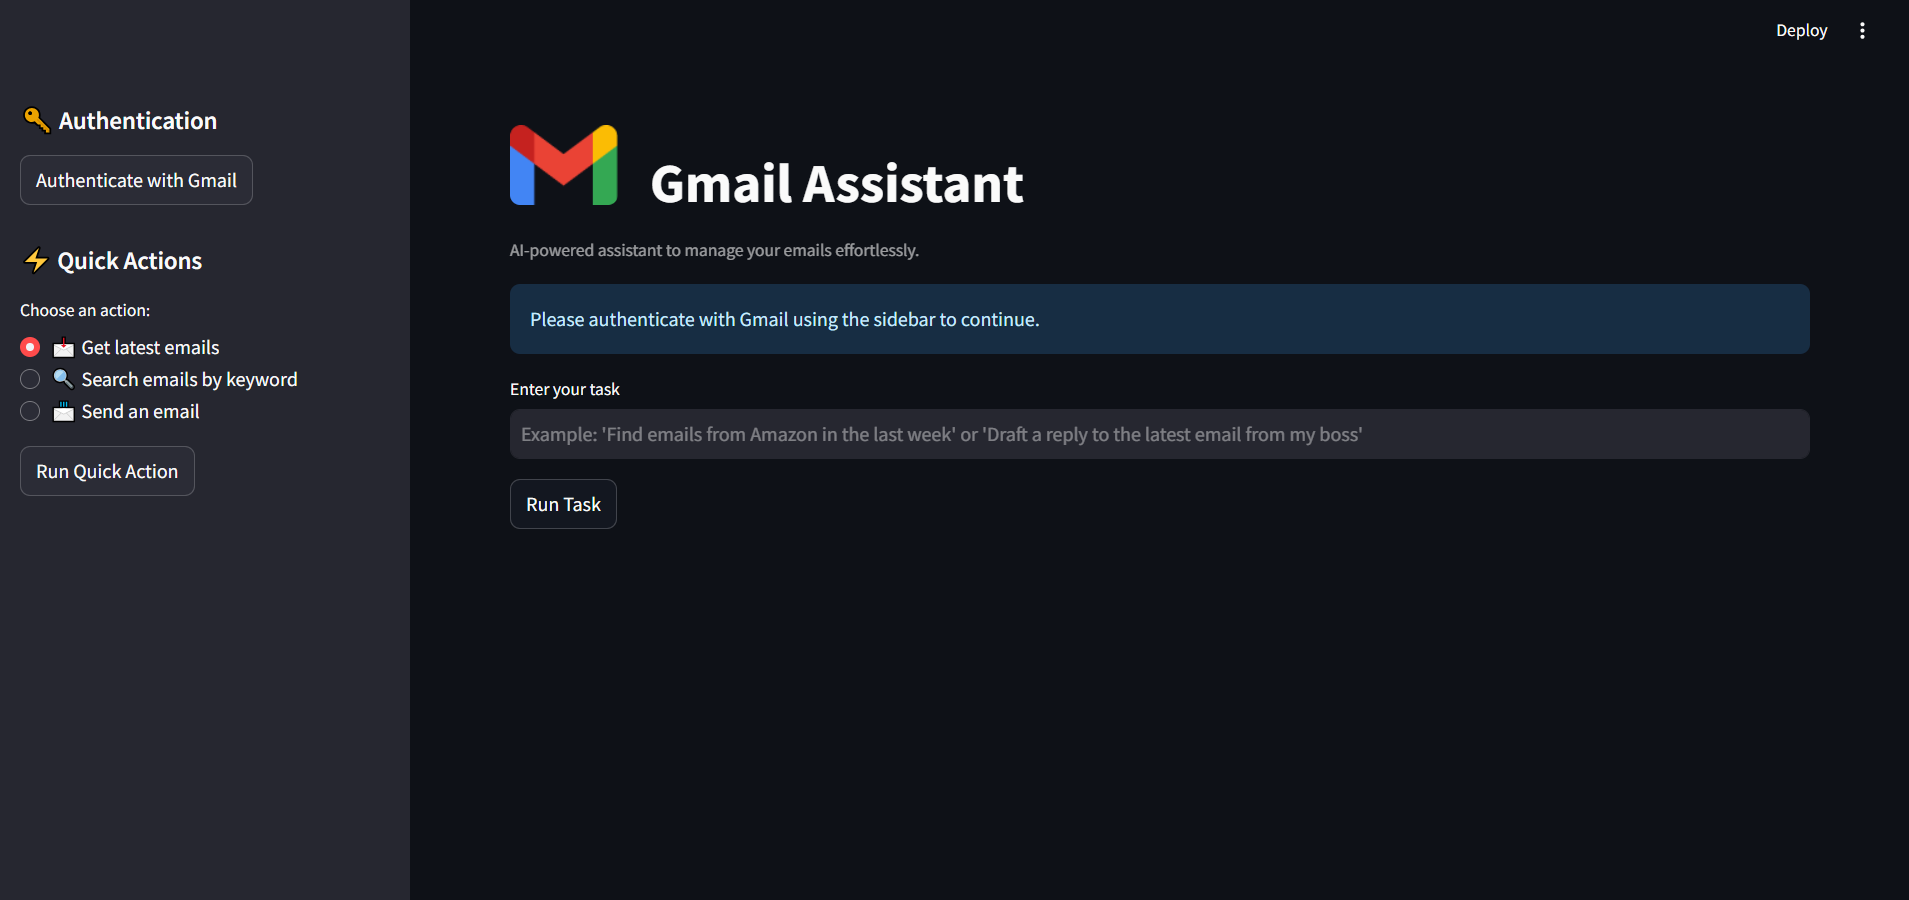 Deploy
Authentication
Authenticate with Gmail
Quick Actions
Choose an action:
Get latest emails
Search emails by keyword
Send an email
Run Quick Action
Gmail Assistant
AI-powered assistant to manage your emails effortlessly.
Please authenticate with Gmail using the sidebar to continue.
Enter your task
Example: 'Find emails from Amazon in the last week' or 'Draft a reply to the latest email from my boss'
Run Task